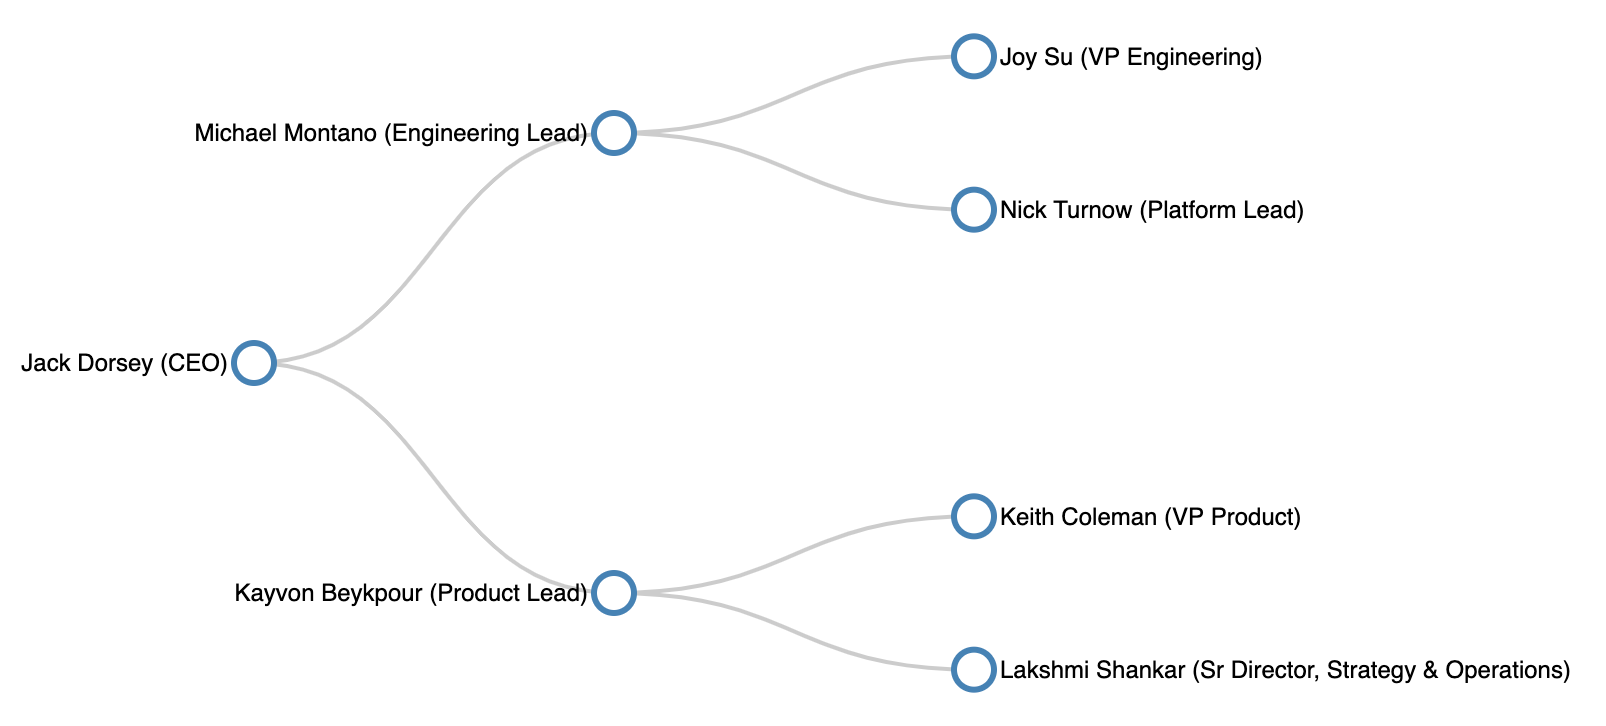 Joy Su (VP Engineering)
Michael Montano (Engineering Lead)
Nick Turnow (Platform Lead)
Jack Dorsey (CEO)
Keith Coleman (VP Product)
Kayvon Beykpour (Product Lead)
Lakshmi Shankar (Sr Director, Strategy & Operations)